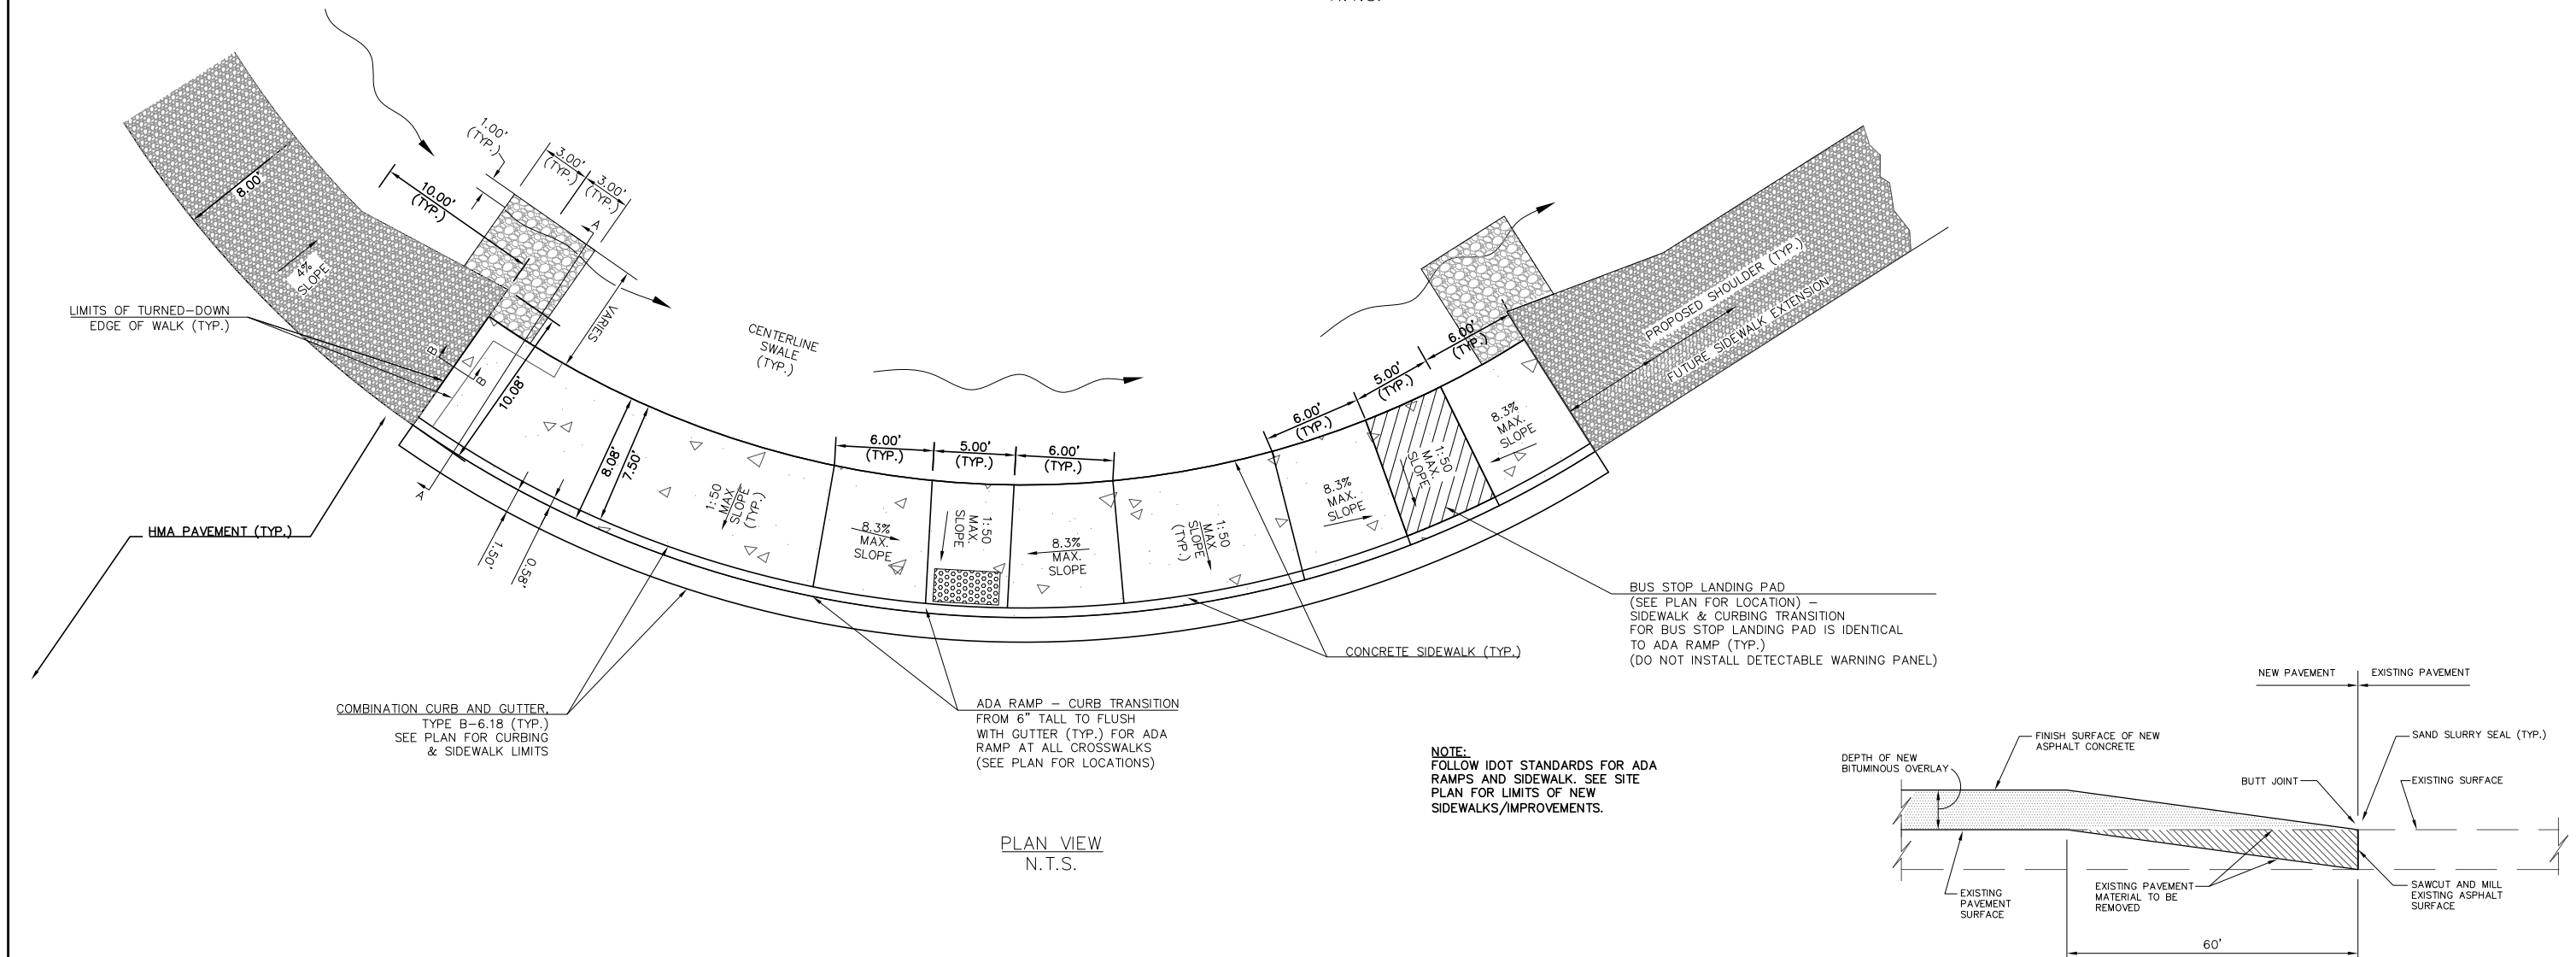 1.00'
(TYP.)
3.00'
(TYP.)
3.00'
(TYP.)
A
8.00'
10.00'
(TYP.)
4%
SLOPE
VARIES
LIMITS OF TURNED-DOWN
EDGE OF WALK (TYP.)
B
B
10.08'
A
CENTERLINE
SWALE
(TYP.)
HMA PAVEMENT (TYP.)
1.50'
0.58'
8.08'
7.50'
1:50
MAX
SLOPE
(TYP.)
6.00'
(TYP.)
5.00'
(TYP.)
6.00'
(TYP.)
8.3%
MAX.
SLOPE
1:50
MAX.
SLOPE
8.3%
MAX.
SLOPE
1:50
MAX
SLOPE
(TYP.)
6.00'
(TYP.)
5.00'
(TYP.)
6.00'
(TYP.)
8.3%
MAX.
SLOPE
1:50
MAX.
SLOPE
8.3%
MAX.
SLOPE
PROPOSED SHOULDER (TYP.)
FUTURE SIDEWALK EXTENSION
BUS STOP LANDING PAD
(SEE PLAN FOR LOCATION) –
SIDEWALK & CURBING TRANSITION
FOR BUS STOP LANDING PAD IS IDENTICAL
TO ADA RAMP (TYP.)
(DO NOT INSTALL DETECTABLE WARNING PANEL)
CONCRETE SIDEWALK (TYP.)
COMBINATION CURB AND GUTTER,
TYPE B-6.18 (TYP.)
SEE PLAN FOR CURBING
& SIDEWALK LIMITS
ADA RAMP – CURB TRANSITION
FROM 6" TALL TO FLUSH
WITH GUTTER (TYP.) FOR ADA
RAMP AT ALL CROSSWALKS
(SEE PLAN FOR LOCATIONS)
PLAN VIEW
N.T.S.
NOTE:
FOLLOW IDOT STANDARDS FOR ADA
RAMPS AND SIDEWALK. SEE SITE
PLAN FOR LIMITS OF NEW
SIDEWALKS/IMPROVEMENTS.
NEW PAVEMENT
EXISTING PAVEMENT
FINISH SURFACE OF NEW
ASPHALT CONCRETE
SAND SLURRY SEAL (TYP.)
DEPTH OF NEW
BITUMINOUS OVERLAY
BUTT JOINT
EXISTING SURFACE
EXISTING
PAVEMENT
SURFACE
EXISTING PAVEMENT
MATERIAL TO BE
REMOVED
SAWCUT AND MILL
EXISTING ASPHALT
SURFACE
60'